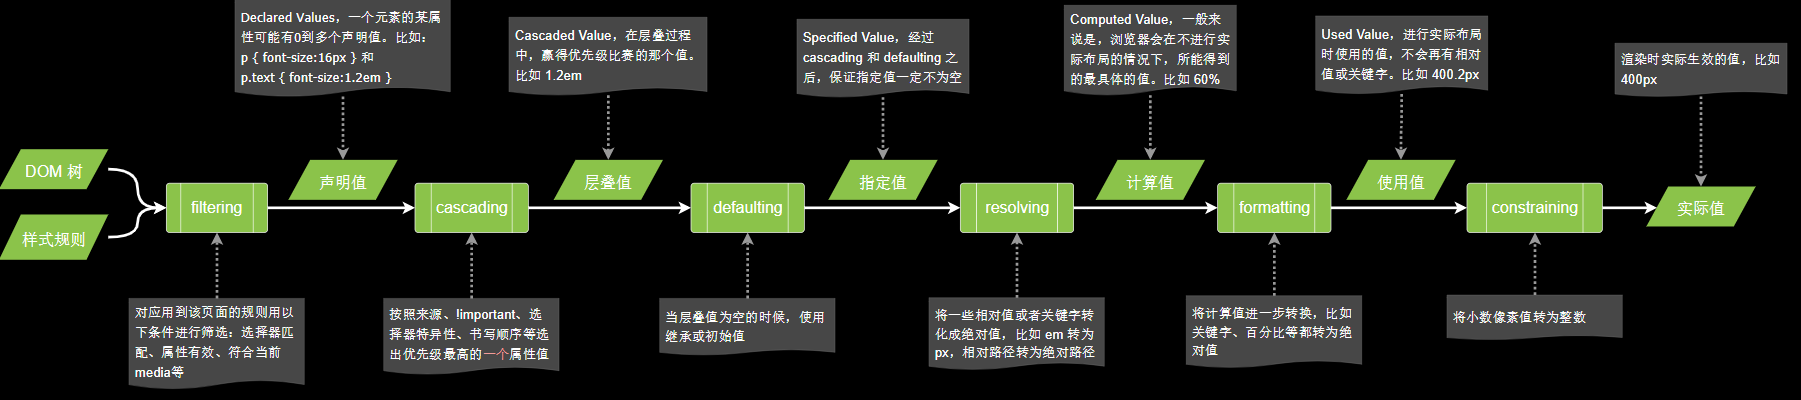 Declared Values，一个元素的某属
性可能有0到多个声明值。比如：
p { font-size:16px } 和
p.text { font-size:1.2em }
Cascaded Value，在层叠过程
中，赢得优先级比赛的那个值。
比如 1.2em
Specified Value，经过
cascading 和 defaulting 之
后，保证指定值一定不为空
Computed Value，一般来
说是，浏览器会在不进行实
际布局的情况下，所能得到
的最具体的值。比如 60%
Used Value，进行实际布局
时使用的值，不会再有相对
值或关键字。比如 400.2px
渲染时实际生效的值，比如
400px
DOM 树
样式规则
filtering
声明值
cascading
层叠值
defaulting
指定值
resolving
计算值
formatting
使用值
constraining
实际值
对应用到该页面的规则用以
下条件进行筛选：选择器匹
配、属性有效、符合当前
media等
按照来源、!important、选
择器特异性、书写顺序等选
出优先级最高的一个属性值
当层叠值为空的时候，使用
继承或初始值
将一些相对值或者关键字转
化成绝对值，比如 em 转为
px，相对路径转为绝对路径
将计算值进一步转换，比如
关键字、百分比等都转为绝
对值
将小数像素值转为整数